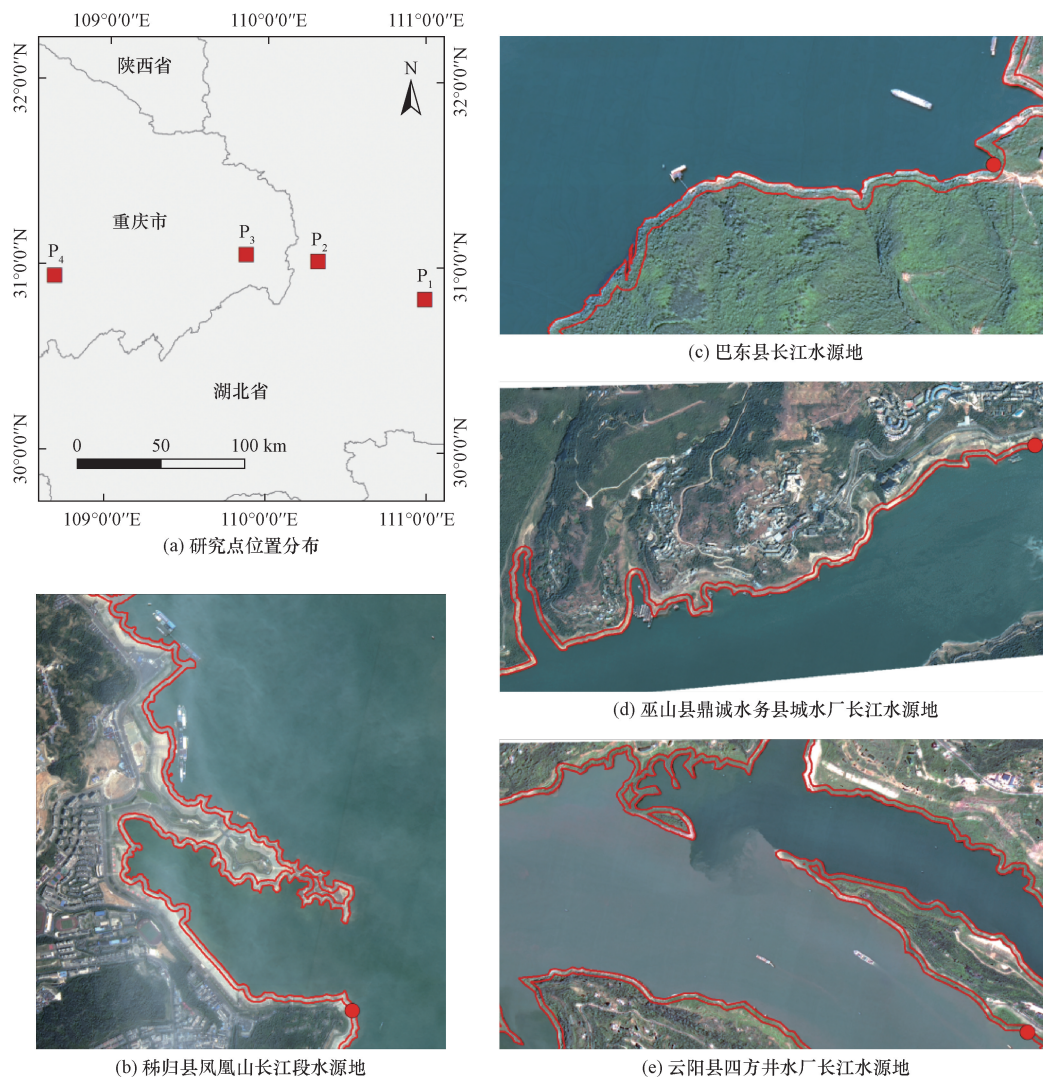 109°0′0″E 110°0′0″E 111°0′0″E
32°0′0″N
32°0′0″N
陕西省
N
重庆市
P3
P2
P4
P1
31°0′0″N
31°0′0″N
湖北省
0 50 100 km
30°0′0″N
30°0′0″N
109°0′0″E 110°0′0″E 111°0′0″E
(a) 研究点位置分布
(b) 秭归县凤凰山长江段水源地
(c) 巴东县长江水源地
(d) 巫山县鼎诚水务县城水厂长江水源地
(e) 云阳县四方井水厂长江水源地